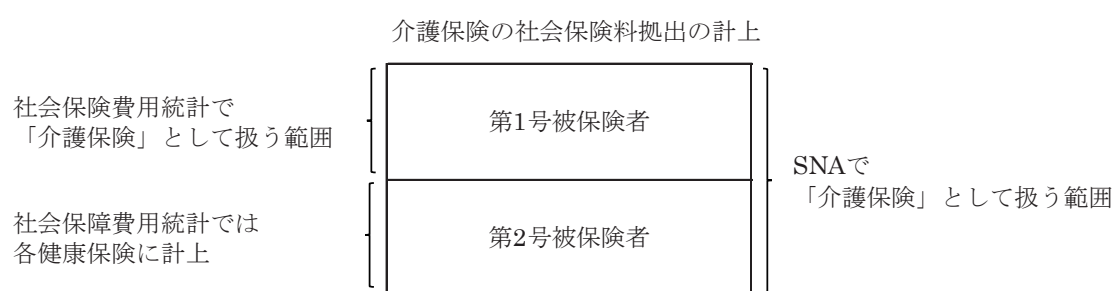 介護保険の社会保険料拠出の計上
社会保険費用統計で
「介護保険」として扱う範囲
第1号被保険者
SNAで
「介護保険」として扱う範囲
社会保障費用統計では
各健康保険に計上
第2号被保険者